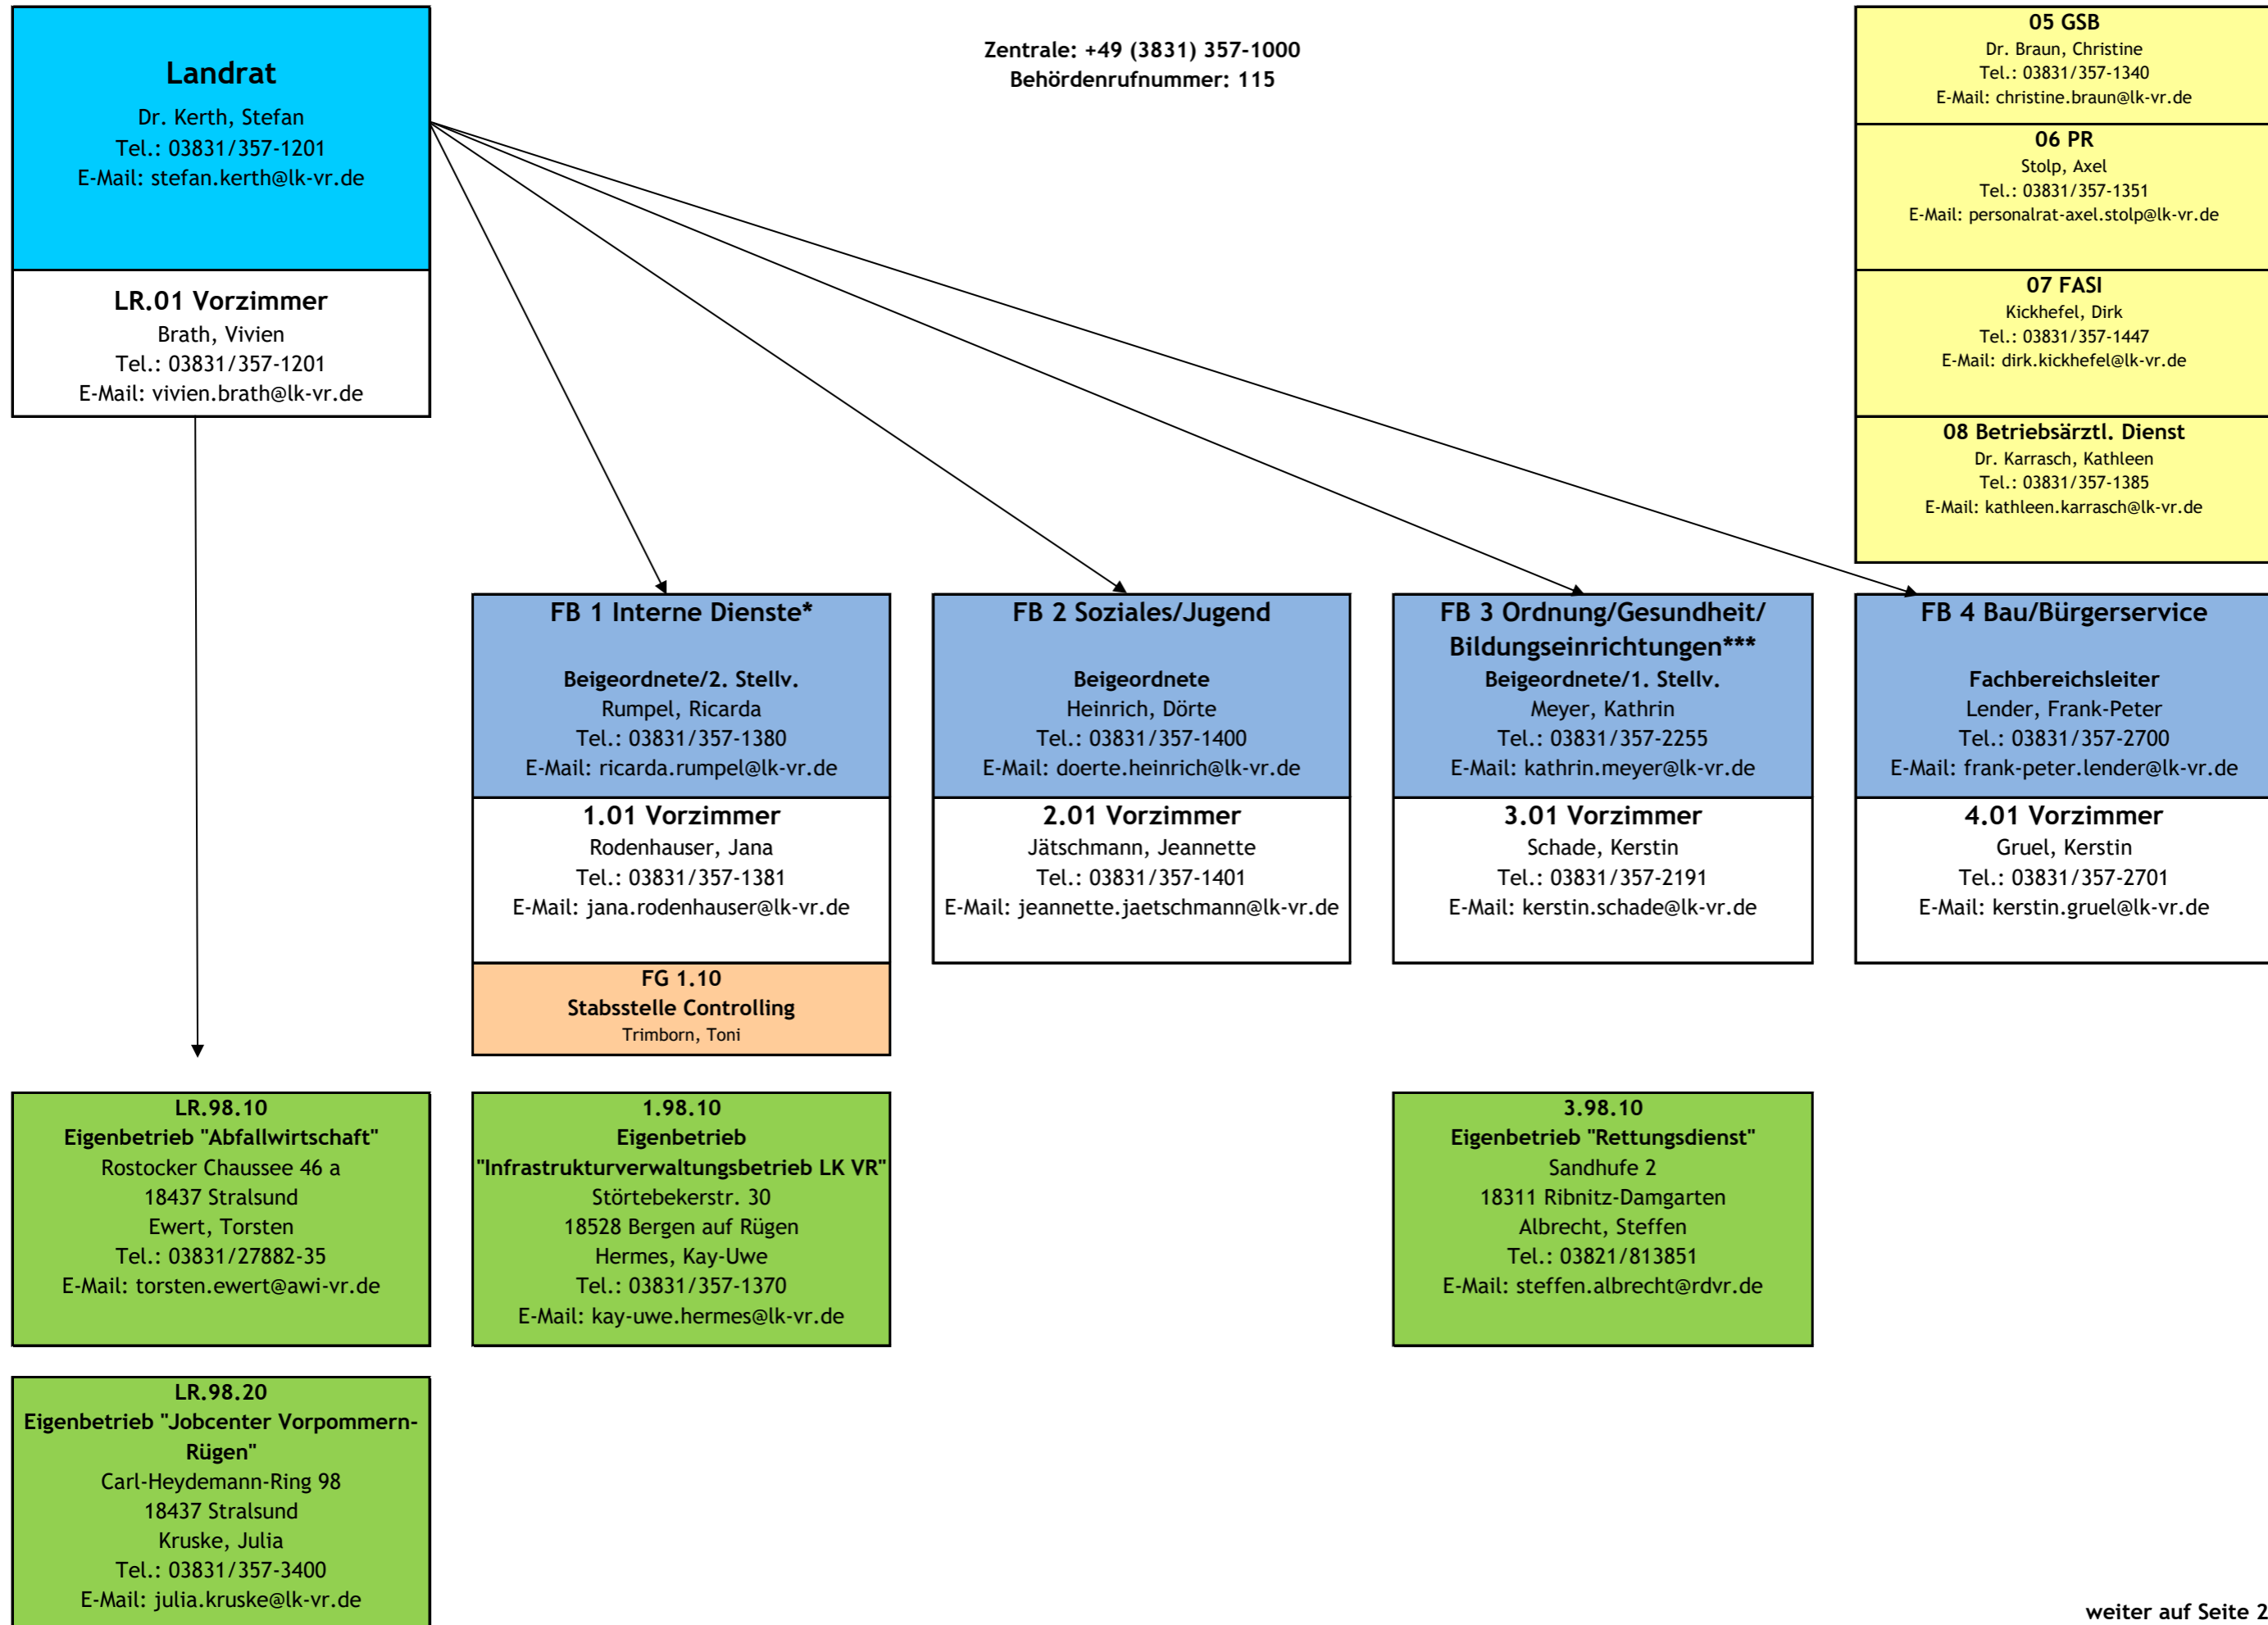 Landrat
Dr. Kerth, Stefan
Tel.: 03831/357-1201
E-Mail: stefan.kerth@lk-vr.de
LR.01 Vorzimmer
Brath, Vivien
Tel.: 03831/357-1201
E-Mail: vivien.brath@lk-vr.de
Zentrale: +49 (3831) 357-1000
Behördenrufnummer: 115
05 GSB
Dr. Braun, Christine
Tel.: 03831/357-1340
E-Mail: christine.braun@lk-vr.de
06 PR
Stolp, Axel
Tel.: 03831/357-1351
E-Mail: personalrat-axel.stolp@lk-vr.de
07 FASI
Kickhefel, Dirk
Tel.: 03831/357-1447
E-Mail: dirk.kickhefel@lk-vr.de
08 Betriebsärztl. Dienst
Dr. Karrasch, Kathleen
Tel.: 03831/357-1385
E-Mail: kathleen.karrasch@lk-vr.de
FB 1 Interne Dienste*
Beigeordnete/2. Stellv.
Rumpel, Ricarda
Tel.: 03831/357-1380
E-Mail: ricarda.rumpel@lk-vr.de
1.01 Vorzimmer
Rodenhauser, Jana
Tel.: 03831/357-1381
E-Mail: jana.rodenhauser@lk-vr.de
FG 1.10
Stabsstelle Controlling
Trimborn, Toni
FB 2 Soziales/Jugend
Beigeordnete
Heinrich, Dörte
Tel.: 03831/357-1400
E-Mail: doerte.heinrich@lk-vr.de
2.01 Vorzimmer
Jätschmann, Jeannette
Tel.: 03831/357-1401
E-Mail: jeannette.jaetschmann@lk-vr.de
FB 3 Ordnung/Gesundheit/
Bildungseinrichtungen***
Beigeordnete/1. Stellv.
Meyer, Kathrin
Tel.: 03831/357-2255
E-Mail: kathrin.meyer@lk-vr.de
3.01 Vorzimmer
Schade, Kerstin
Tel.: 03831/357-2191
E-Mail: kerstin.schade@lk-vr.de
FB 4 Bau/Bürgerservice
Fachbereichsleiter
Lender, Frank-Peter
Tel.: 03831/357-2700
E-Mail: frank-peter.lender@lk-vr.de
4.01 Vorzimmer
Gruel, Kerstin
Tel.: 03831/357-2701
E-Mail: kerstin.gruel@lk-vr.de
LR.98.10
Eigenbetrieb "Abfallwirtschaft"
Rostocker Chaussee 46 a
18437 Stralsund
Ewert, Torsten
Tel.: 03831/27882-35
E-Mail: torsten.ewert@awi-vr.de
1.98.10
Eigenbetrieb
"Infrastrukturverwaltungsbetrieb LK VR"
Störtebekerstr. 30
18528 Bergen auf Rügen
Hermes, Kay-Uwe
Tel.: 03831/357-1370
E-Mail: kay-uwe.hermes@lk-vr.de
3.98.10
Eigenbetrieb "Rettungsdienst"
Sandhufe 2
18311 Ribnitz-Damgarten
Albrecht, Steffen
Tel.: 03821/813851
E-Mail: steffen.albrecht@rdvr.de
LR.98.20
Eigenbetrieb "Jobcenter Vorpommern-
Rügen"
Carl-Heydemann-Ring 98
18437 Stralsund
Kruske, Julia
Tel.: 03831/357-3400
E-Mail: julia.kruske@lk-vr.de
weiter auf Seite 2